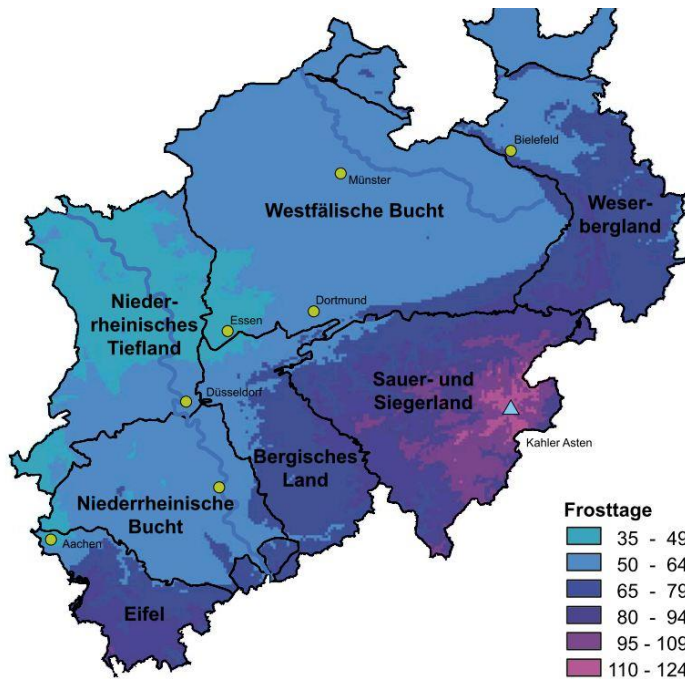 Bielefeld
Münster
Westfälische Bucht
Weser-
bergland
Nieder-
rheinisches
Tiefland
Dortmund
Essen
Sauer- und
Siegerland
Düsseldorf
Kahler Asten
Bergisches
Land
Niederrheinische
Bucht
Aachen
Eifel
Frosttage
35 - 49
50 - 64
65 - 79
80 - 94
95 - 109
110 - 124